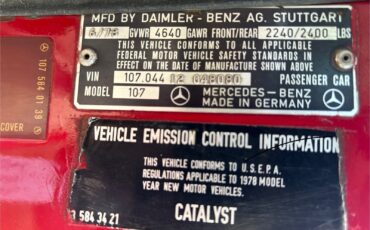 MFD BY DAIMLER - BENZ AG. STUTTGART
6/78 GVWR 4640 GAWR FRONT/REAR 2240/2400 LBS
THIS VEHICLE CONFORMS TO ALL APPLICABLE
FEDERAL MOTOR VEHICLE SAFETY STANDARDS IN
EFFECT ON THE DATE OF MANUFACTURE SHOWN ABOVE
VIN 107.044 12 048080 PASSENGER CAR
MODEL 107 MERCEDES-BENZ
MADE IN GERMANY
107 584 01 39
COVER
VEHICLE EMISSION CONTROL INFORMATION
THIS VEHICLE CONFORMS TO U.S.E.P.A.
REGULATIONS APPLICABLE TO 1978 MODEL
YEAR NEW MOTOR VEHICLES.
CATALYST
3 584 34 21